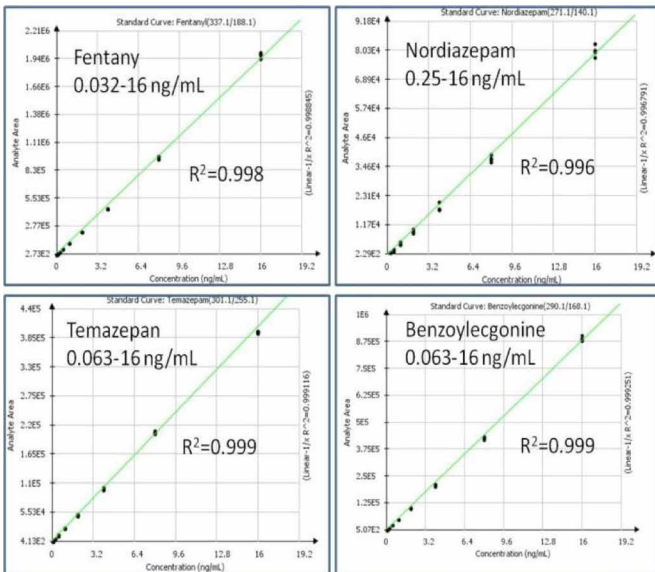 Standard Curve: Fentanyl(337.1/188.1)
2.21E6
1.94E6
1.66E6
1.38E6
1.11E6
8.3E5
5.53E5
2.77E5
2.73E2
Analyte Area
Fentany
0.032-16 ng/mL
R²=0.998
(Linear-1/x R^2=0.998845)
3.2 6.4 9.6 12.8 16 19.2
Concentration (ng/mL)
Standard Curve: Nordiazepam(271.1/140.1)
9.18E4
8.03E4
6.89E4
5.74E4
4.6E4
3.46E4
2.31E4
1.17E4
2.29E2
Analyte Area
Nordiazepam
0.25-16 ng/mL
R²=0.996
(Linear-1/x R^2=0.996791)
3.2 6.4 9.6 12.8 16 19.2
Concentration (ng/mL)
Standard Curve: Temazepam(301.1/255.1)
4.4E5
3.85E5
3.3E5
2.75E5
2.2E5
1.65E5
1.1E5
5.53E4
4.13E2
Analyte Area
Temazepan
0.063-16 ng/mL
R²=0.999
(Linear-1/x R^2=0.999116)
3.2 6.4 9.6 12.8 16 19.2
Concentration (ng/mL)
Standard Curve: Benzoylecgonine(290.1/168.1)
1E6
8.75E5
7.5E5
6.25E5
5E5
3.75E5
2.5E5
1.25E5
5.07E2
Analyte Area
Benzoylecgonine
0.063-16 ng/mL
R²=0.999
(Linear-1/x R^2=0.999251)
3.2 6.4 9.6 12.8 16 19.2
Concentration (ng/mL)